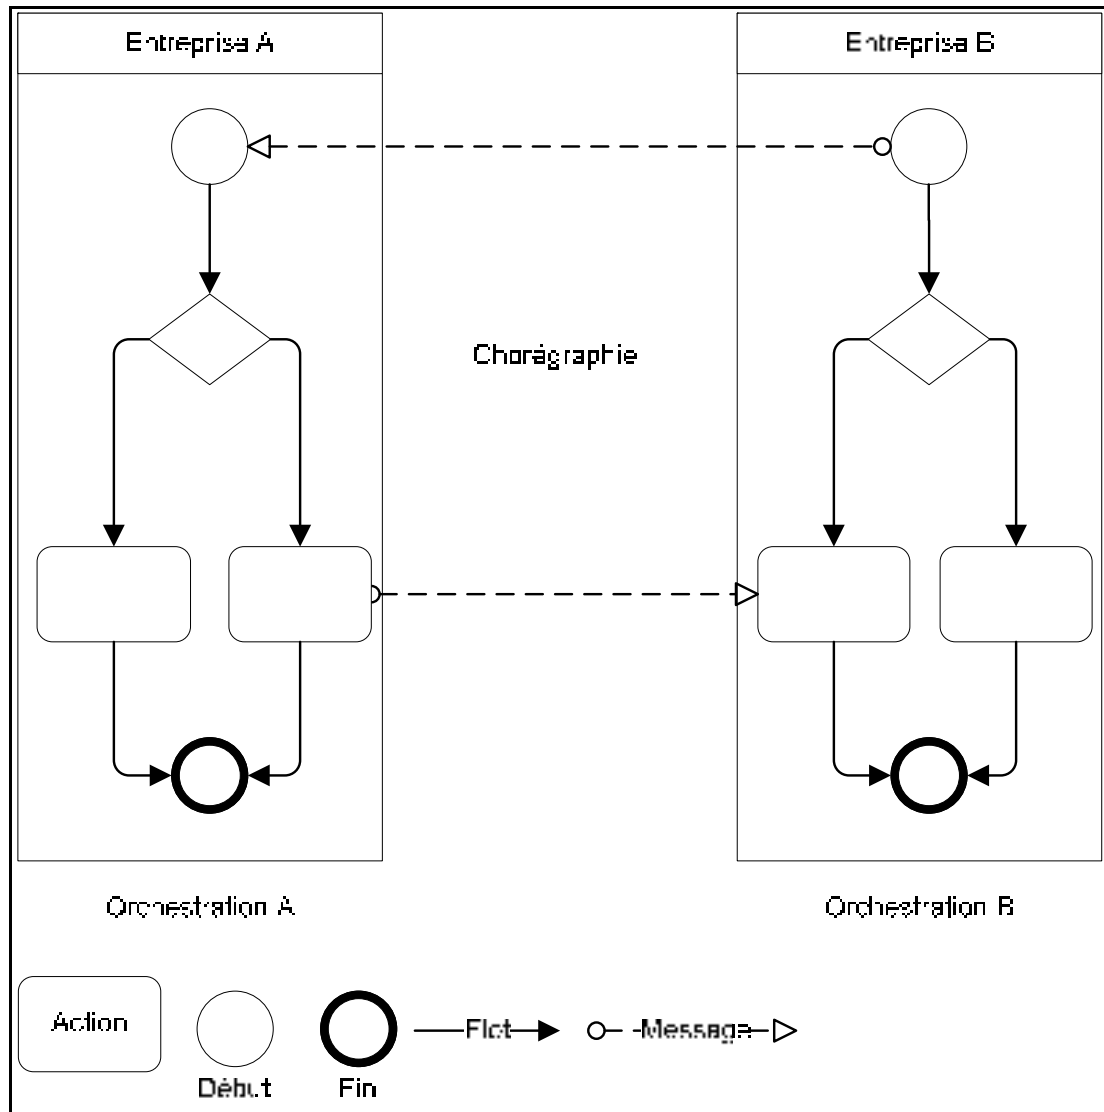 Entreprise A
Entreprise B
Chorégraphie
Orchestration A
Orchestration B
Action
Début
Fin
Flot
Message